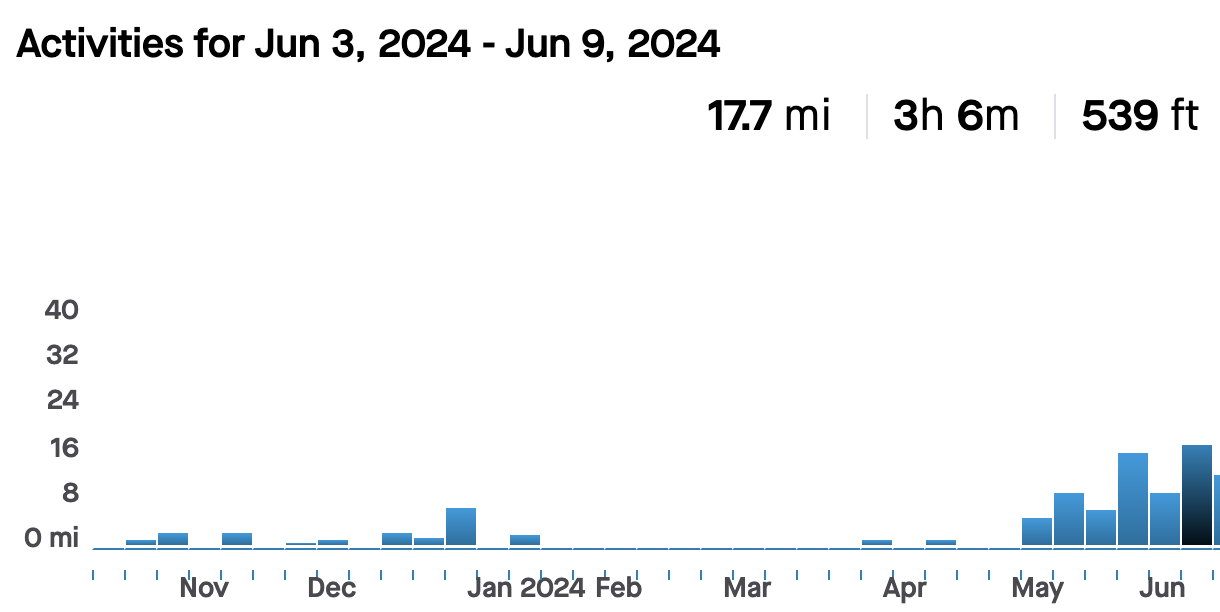 Activities for Jun 3, 2024 - Jun 9, 2024
17.7 mi 3h 6m 539 ft
40
32
24
16
8
0 mi
Nov Dec Jan 2024 Feb Mar Apr May Jun